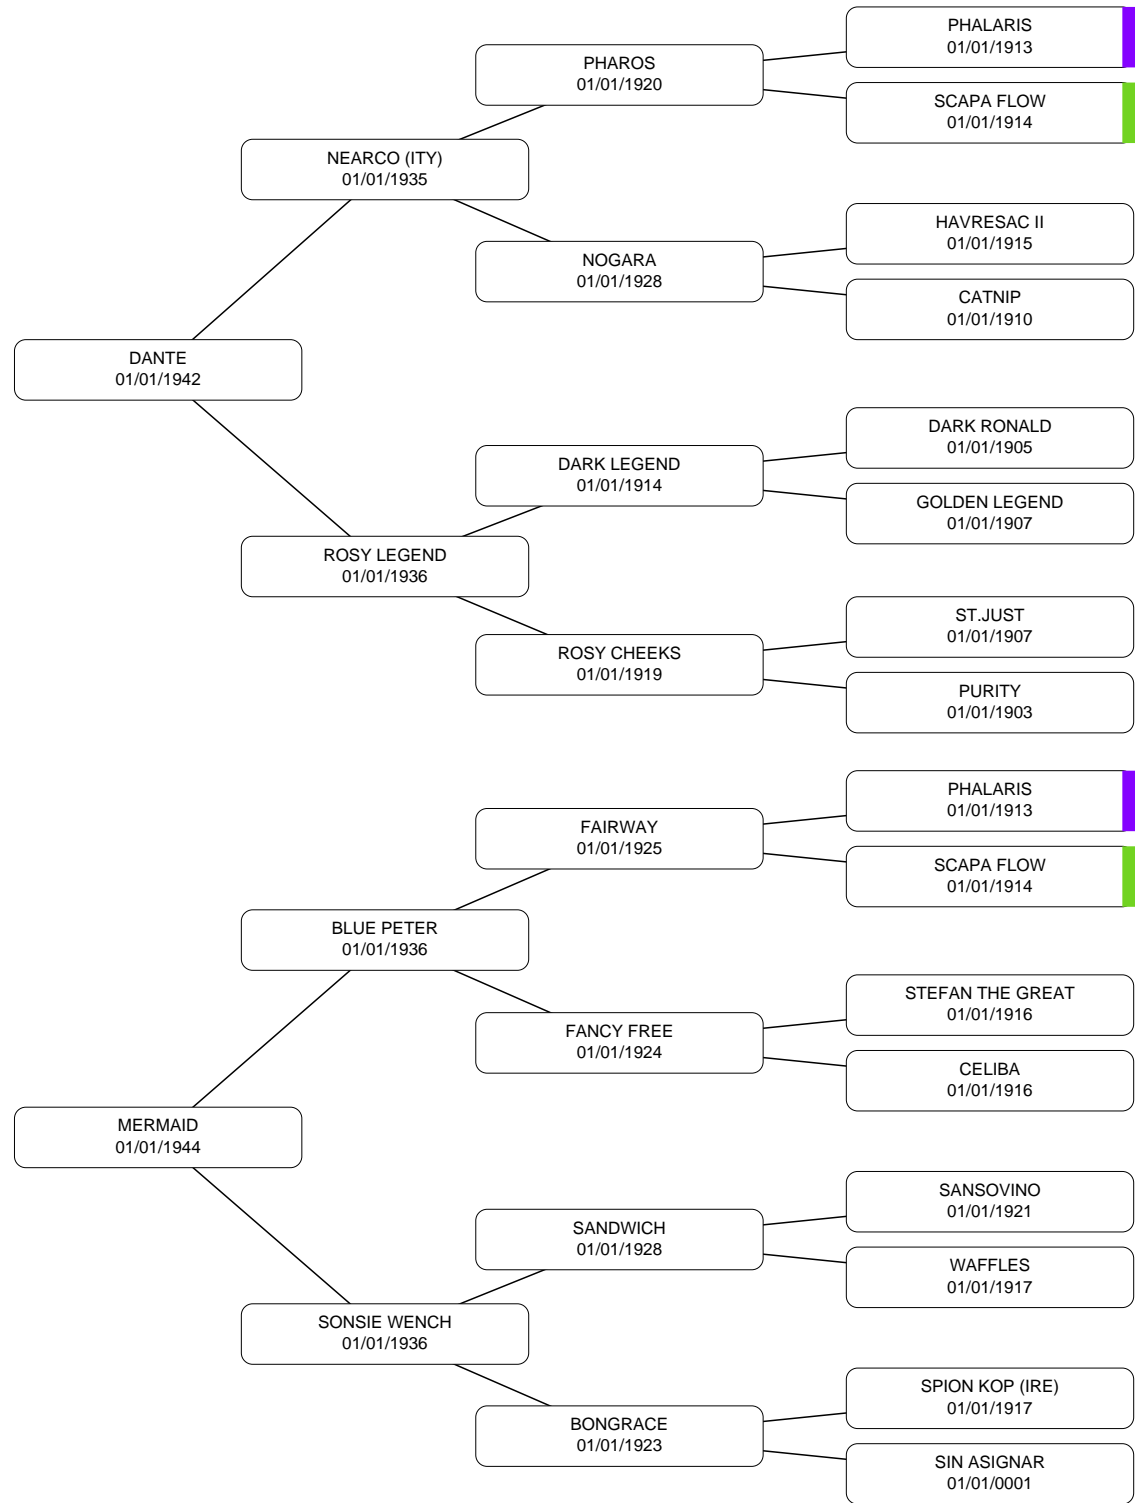 PHALARIS
01/01/1913
PHAROS
01/01/1920
SCAPA FLOW
01/01/1914
NEARCO (ITY)
01/01/1935
HAVRESAC II
01/01/1915
NOGARA
01/01/1928
CATNIP
01/01/1910
DANTE
01/01/1942
DARK RONALD
01/01/1905
DARK LEGEND
01/01/1914
GOLDEN LEGEND
01/01/1907
ROSY LEGEND
01/01/1936
ST.JUST
01/01/1907
ROSY CHEEKS
01/01/1919
PURITY
01/01/1903
PHALARIS
01/01/1913
FAIRWAY
01/01/1925
SCAPA FLOW
01/01/1914
BLUE PETER
01/01/1936
STEFAN THE GREAT
01/01/1916
FANCY FREE
01/01/1924
CELIBA
01/01/1916
MERMAID
01/01/1944
SANSOVINO
01/01/1921
SANDWICH
01/01/1928
WAFFLES
01/01/1917
SONSIE WENCH
01/01/1936
SPION KOP (IRE)
01/01/1917
BONGRACE
01/01/1923
SIN ASIGNAR
01/01/0001